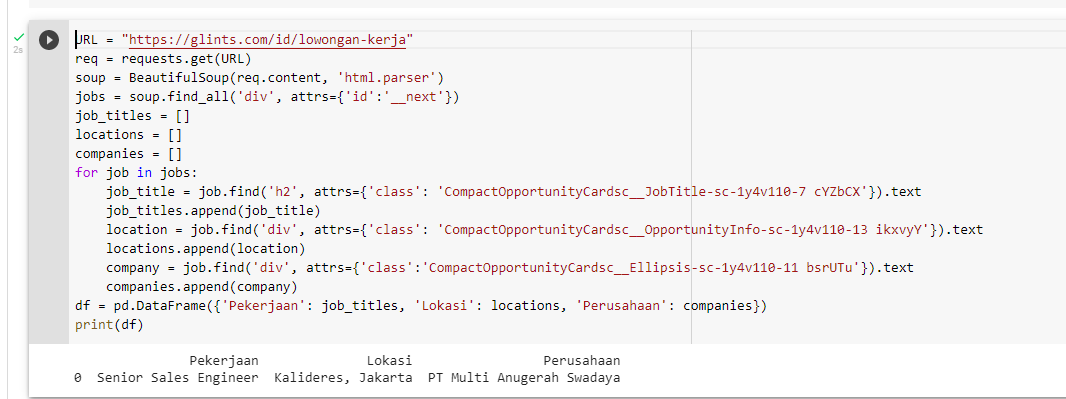 2s
URL = "https://glints.com/id/lowongan-kerja"
req = requests.get(URL)
soup = BeautifulSoup(req.content, 'html.parser')
jobs = soup.find_all('div', attrs={'id':'__next'})
job_titles = []
locations = []
companies = []
for job in jobs:
    job_title = job.find('h2', attrs={'class': 'CompactOpportunityCardsc__JobTitle-sc-1y4v110-7 cYZbCX'}).text
    job_titles.append(job_title)
    location = job.find('div', attrs={'class': 'CompactOpportunityCardsc__OpportunityInfo-sc-1y4v110-13 ikxvyY'}).text
    locations.append(location)
    company = job.find('div', attrs={'class':'CompactOpportunityCardsc__Ellipsis-sc-1y4v110-11 bsrUTu'}).text
    companies.append(company)
df = pd.DataFrame({'Pekerjaan': job_titles, 'Lokasi': locations, 'Perusahaan': companies})
print(df)
Pekerjaan Lokasi Perusahaan
0 Senior Sales Engineer Kalideres, Jakarta PT Multi Anugerah Swadaya